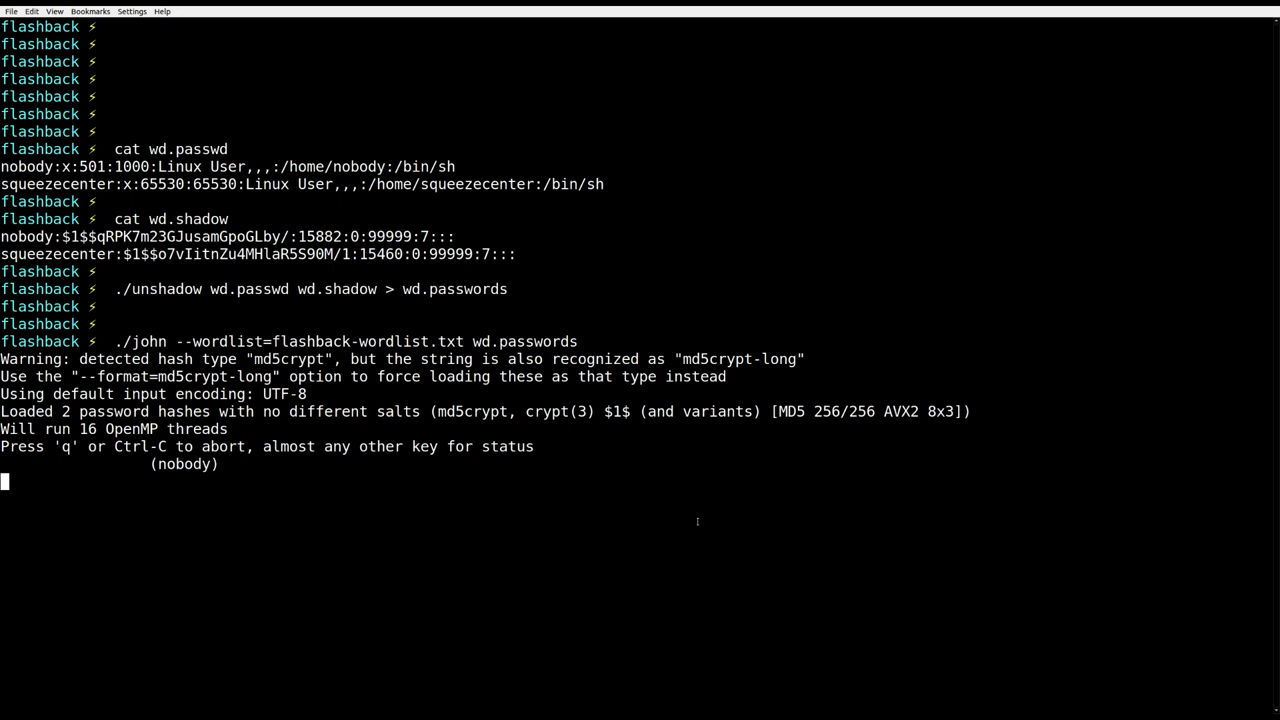 File Edit View Bookmarks Settings Help
flashback ⚡
flashback ⚡
flashback ⚡
flashback ⚡
flashback ⚡
flashback ⚡
flashback ⚡
flashback ⚡ cat wd.passwd
nobody:x:501:1000:Linux User,,,:/home/nobody:/bin/sh
squeezecenter:x:65530:65530:Linux User,,,:/home/squeezecenter:/bin/sh
flashback ⚡
flashback ⚡ cat wd.shadow
nobody:$1$$qRPK7m23GJusamGpoGLby/:15882:0:99999:7:::
squeezecenter:$1$$o7vIitnZu4MHlaR5S90M/1:15460:0:99999:7:::
flashback ⚡
flashback ⚡ ./unshadow wd.passwd wd.shadow > wd.passwords
flashback ⚡
flashback ⚡
flashback ⚡ ./john --wordlist=flashback-wordlist.txt wd.passwords
Warning: detected hash type "md5crypt", but the string is also recognized as "md5crypt-long"
Use the "--format=md5crypt-long" option to force loading these as that type instead
Using default input encoding: UTF-8
Loaded 2 password hashes with no different salts (md5crypt, crypt(3) $1$ (and variants) [MD5 256/256 AVX2 8x3])
Will run 16 OpenMP threads
Press 'q' or Ctrl-C to abort, almost any other key for status
(nobody)